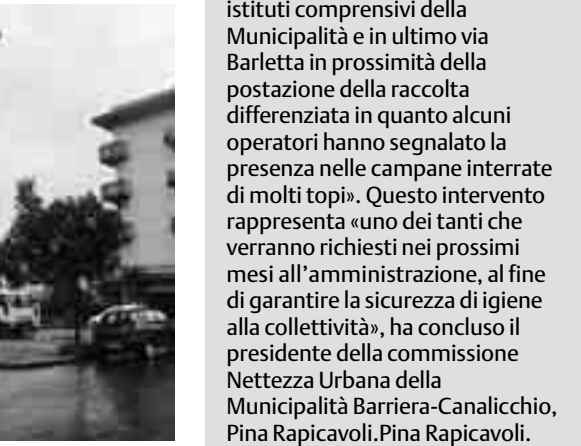 istituti comprensivi della
Municipalità e in ultimo via
Barletta in prossimità della
postazione della raccolta
differenziata in quanto alcuni
operatori hanno segnalato la
presenza nelle campane interrate
di molti topi». Questo intervento
rappresenta «uno dei tanti che
verranno richiesti nei prossimi
mesi all’amministrazione, al fine
di garantire la sicurezza di igiene
alla collettività», ha concluso il
presidente della commissione
Nettezza Urbana della
Municipalità Barriera-Canalicchio,
Pina Rapicavoli.Pina Rapicavoli.